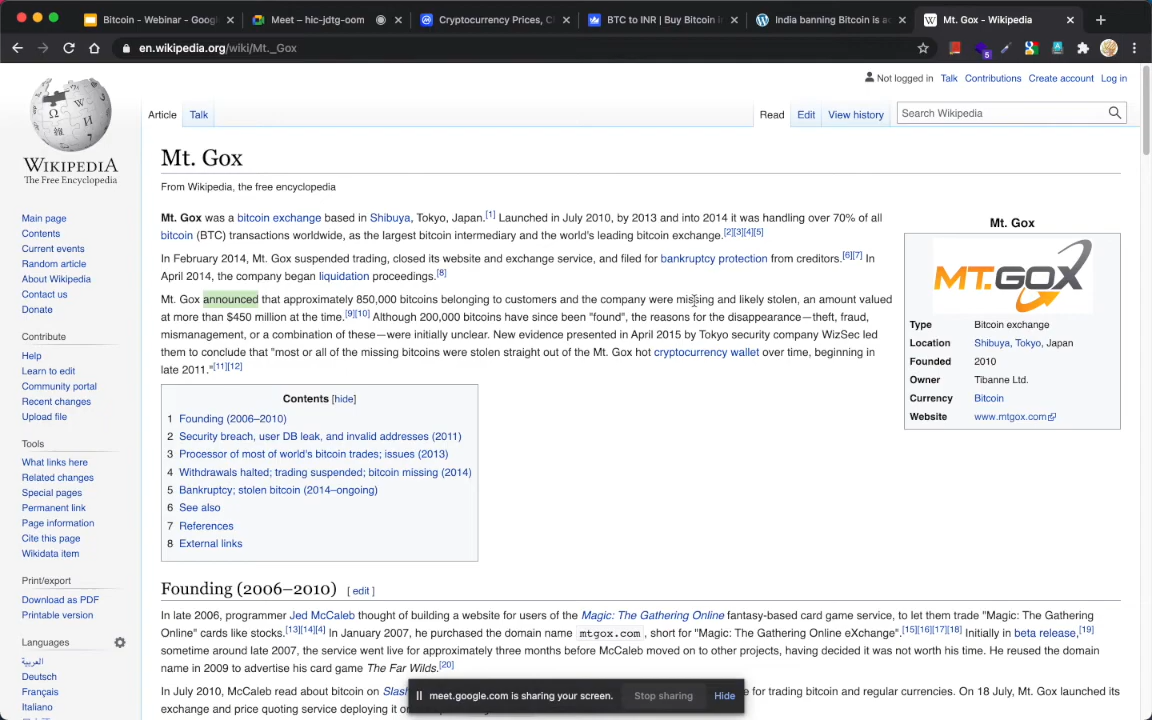 Bitcoin - Webinar - Googl
Meet – hic-jdtg-oom
Cryptocurrency Prices, C
BTC to INR | Buy Bitcoin i
India banning Bitcoin is a
Mt. Gox - Wikipedia
en.wikipedia.org/wiki/Mt._Gox
5
Not logged in Talk Contributions Create account Log in
Article Talk
Read Edit View history
Search Wikipedia
WIKIPEDIA
The Free Encyclopedia
Main page
Contents
Current events
Random article
About Wikipedia
Contact us
Donate
Contribute
Help
Learn to edit
Community portal
Recent changes
Upload file
Tools
What links here
Related changes
Special pages
Permanent link
Page information
Cite this page
Wikidata item
Print/export
Download as PDF
Printable version
Languages
العربية
Deutsch
Français
Italiano
Mt. Gox
From Wikipedia, the free encyclopedia
Mt. Gox was a bitcoin exchange based in Shibuya, Tokyo, Japan.[1] Launched in July 2010, by 2013 and into 2014 it was handling over 70% of all
bitcoin (BTC) transactions worldwide, as the largest bitcoin intermediary and the world's leading bitcoin exchange.[2][3][4][5]
In February 2014, Mt. Gox suspended trading, closed its website and exchange service, and filed for bankruptcy protection from creditors.[6][7] In
April 2014, the company began liquidation proceedings.[8]
Mt. Gox announced that approximately 850,000 bitcoins belonging to customers and the company were missing and likely stolen, an amount valued
at more than $450 million at the time.[9][10] Although 200,000 bitcoins have since been "found", the reasons for the disappearance—theft, fraud,
mismanagement, or a combination of these—were initially unclear. New evidence presented in April 2015 by Tokyo security company WizSec led
them to conclude that "most or all of the missing bitcoins were stolen straight out of the Mt. Gox hot cryptocurrency wallet over time, beginning in
late 2011."[11][12]
Mt. Gox
MT.GOX
Type Bitcoin exchange
Location Shibuya, Tokyo, Japan
Founded 2010
Owner Tibanne Ltd.
Currency Bitcoin
Website www.mtgox.com
Contents [hide]
1 Founding (2006–2010)
2 Security breach, user DB leak, and invalid addresses (2011)
3 Processor of most of world's bitcoin trades; issues (2013)
4 Withdrawals halted; trading suspended; bitcoin missing (2014)
5 Bankruptcy; stolen bitcoin (2014–ongoing)
6 See also
7 References
8 External links
Founding (2006–2010) [ edit ]
In late 2006, programmer Jed McCaleb thought of building a website for users of the Magic: The Gathering Online fantasy-based card game service, to let them trade "Magic: The Gathering
Online" cards like stocks.[13][14][4] In January 2007, he purchased the domain name mtgox.com , short for "Magic: The Gathering Online eXchange".[15][16][17][18] Initially in beta release,[19]
sometime around late 2007, the service went live for approximately three months before McCaleb moved on to other projects, having decided it was not worth his time. He reused the domain
name in 2009 to advertise his card game The Far Wilds.[20]
In July 2010, McCaleb read about bitcoin on Slas
e for trading bitcoin and regular currencies. On 18 July, Mt. Gox launched its
exchange and price quoting service deploying it o
meet.google.com is sharing your screen.
Stop sharing
Hide